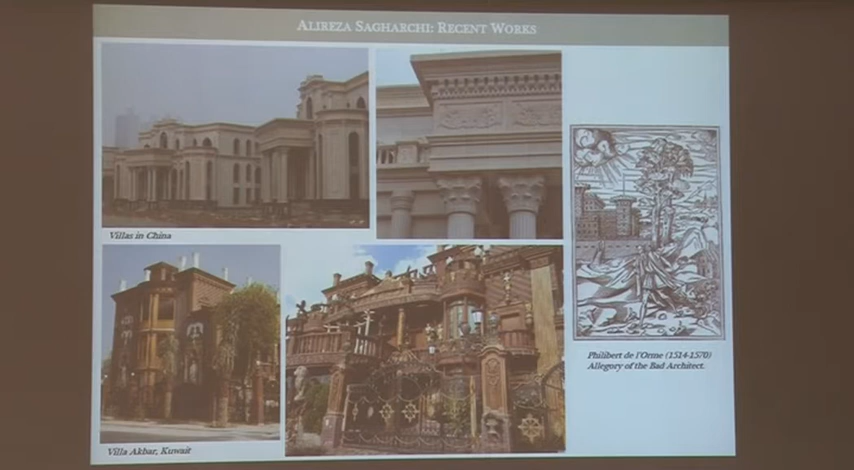 ALIREZA SAGHARCHI: RECENT WORKS
Villas in China
Philibert de l'Orme (1514-1570)
Allegory of the Bad Architect.
Villa Akbar, Kuwait